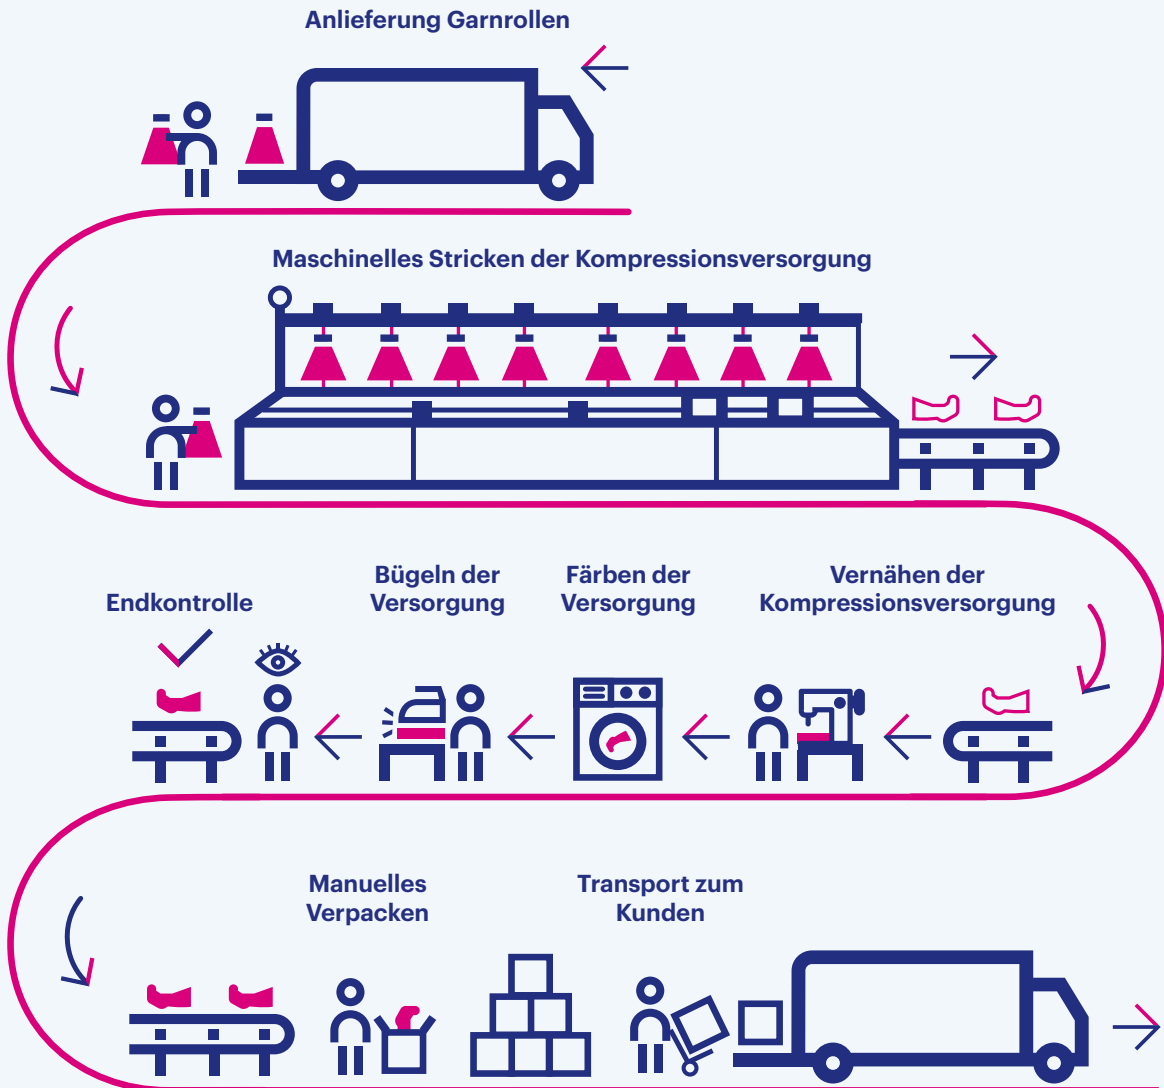 Anlieferung Garnrollen
Maschinelles Stricken der Kompressionsversorgung
Vernähen der
Kompressionsversorgung
Färben der
Versorgung
Bügeln der
Versorgung
Endkontrolle
Manuelles
Verpacken
Transport zum
Kunden